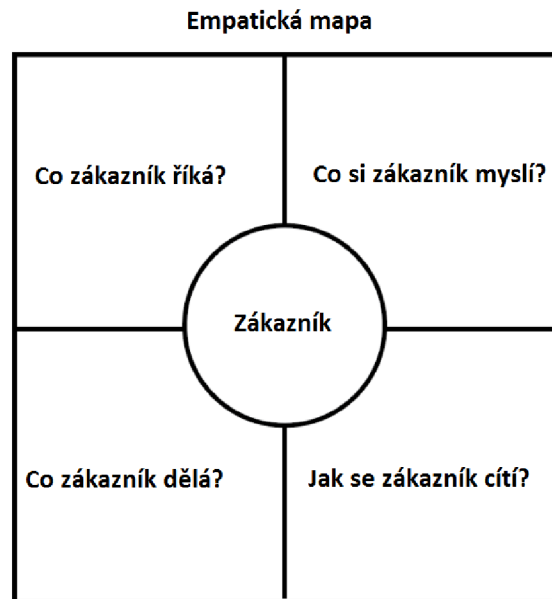 Empatická mapa
Co zákazník říká?
Co si zákazník myslí?
Zákazník
Co zákazník dělá?
Jak se zákazník cítí?